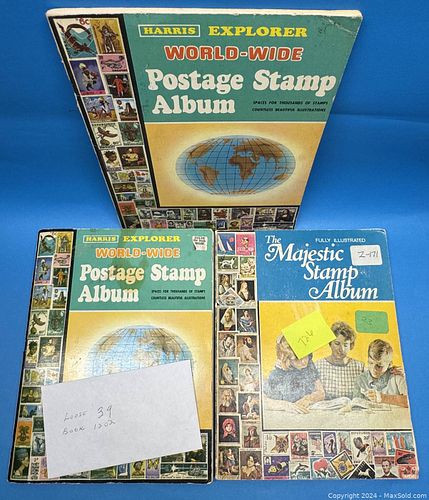 HARRIS EXPLORER
WORLD-WIDE
Postage Stamp
Album
SPACES FOR THOUSANDS OF STAMPS
COUNTLESS BEAUTIFUL ILLUSTRATIONS
HARRIS EXPLORER
WORLD-WIDE
Postage Stamp
Album
SPACES FOR THOUSANDS OF STAMPS
COUNTLESS BEAUTIFUL ILLUSTRATIONS
LOOSE 39
BOOK 1202
FULLY ILLUSTRATED
The
Majestic
Stamp
Album
Z-171
Copyright © 2024 - MaxSold.com